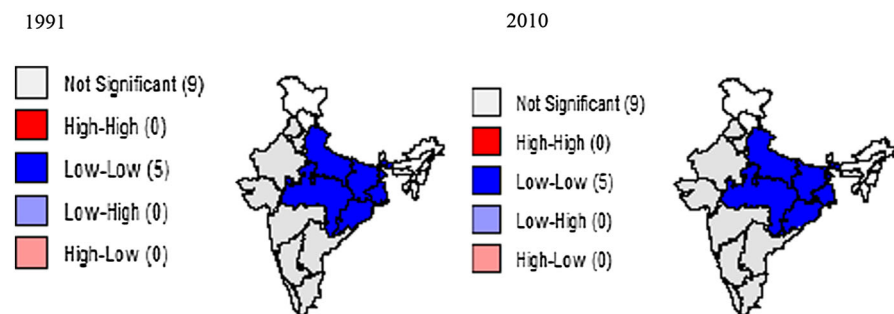 1991
Not Significant (9)
High-High (0)
Low-Low (5)
Low-High (0)
High-Low (0)
2010
Not Significant (9)
High-High (0)
Low-Low (5)
Low-High (0)
High-Low (0)